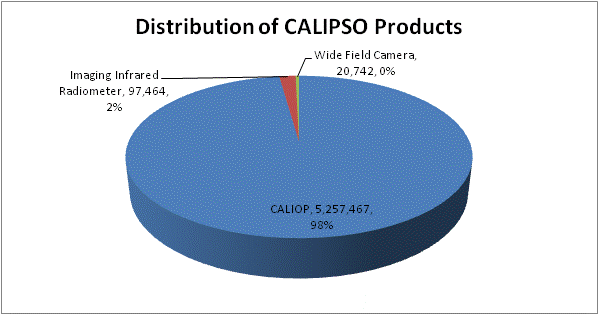 Distribution of CALIPSO Products
Wide Field Camera,
20,742, 0%
Imaging Infrared
Radiometer, 97,464,
2%
CALIOP, 5,257,467,
98%